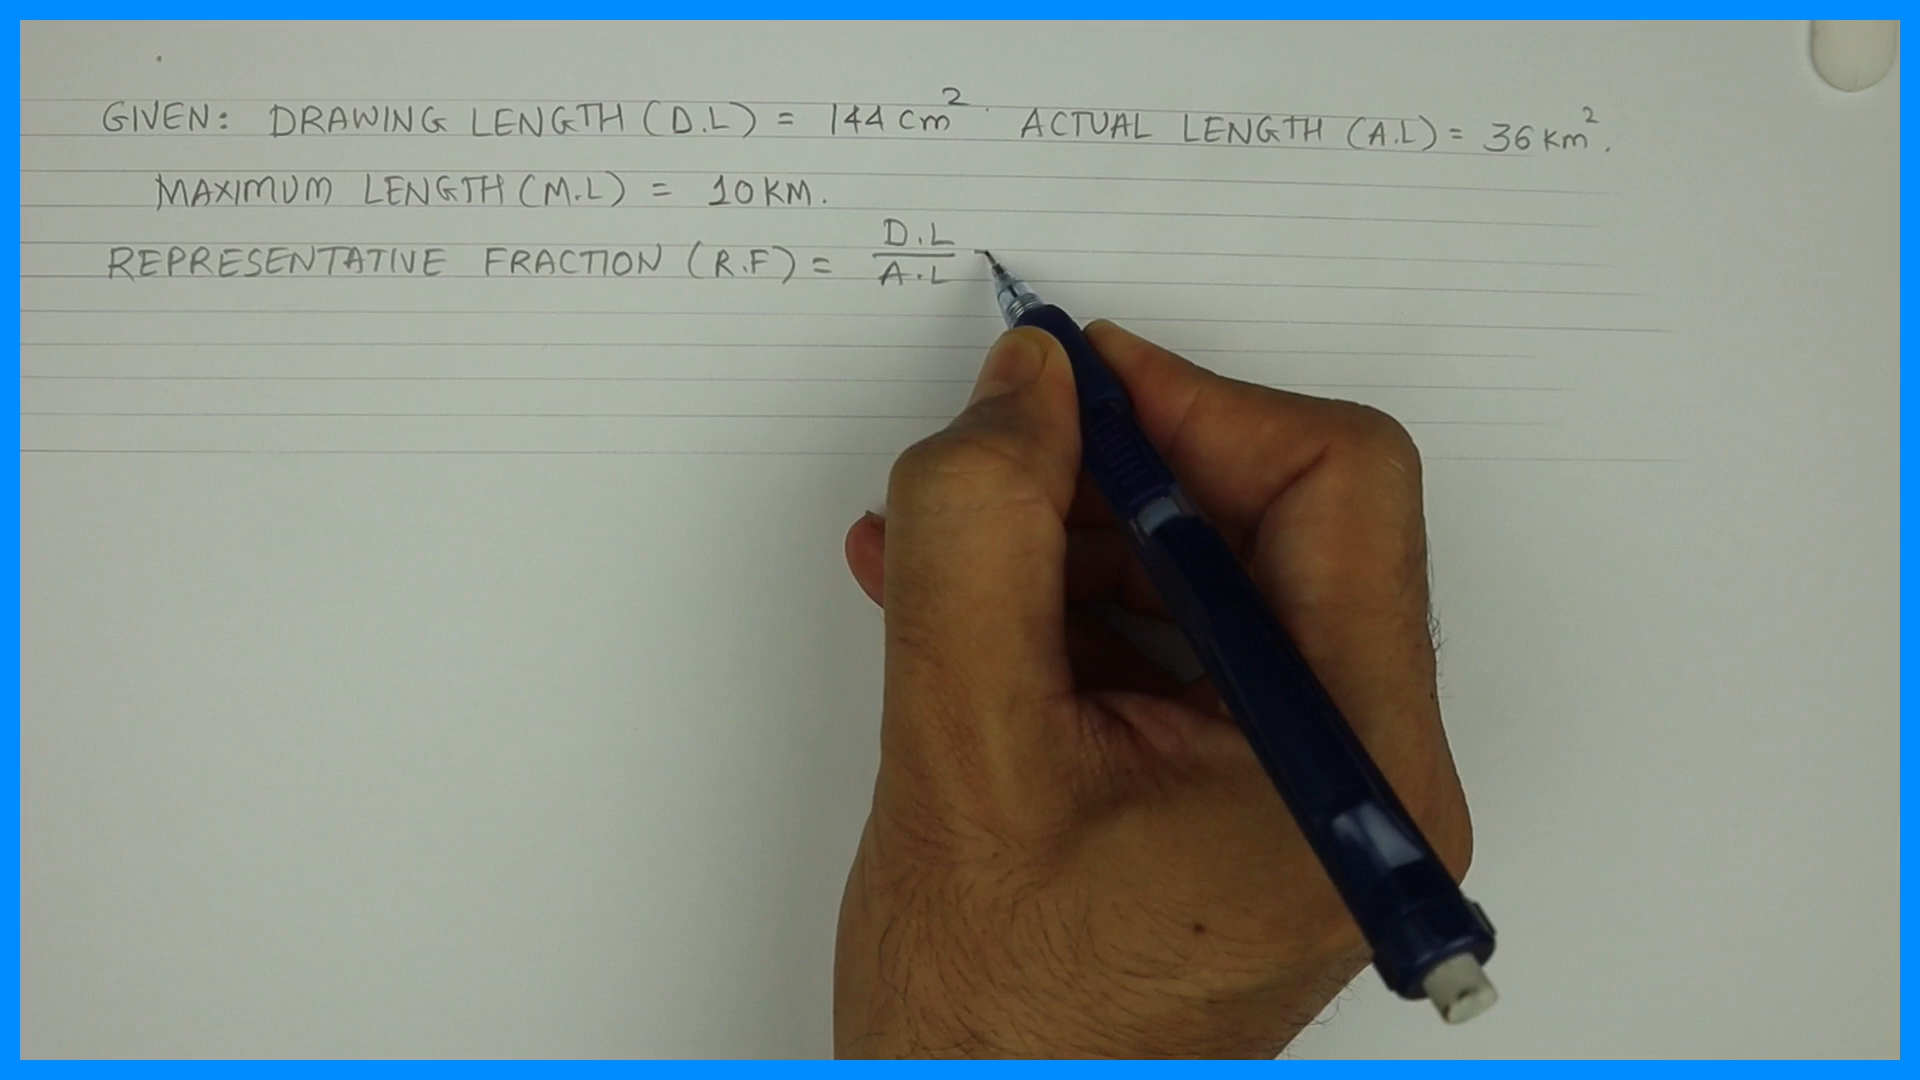 GIVEN: DRAWING LENGTH (D.L) = 144 cm² ACTUAL LENGTH (A.L) = 36 km².
MAXIMUM LENGTH (M.L) = 10 KM.
REPRESENTATIVE FRACTION (R.F) = D.L / A.L